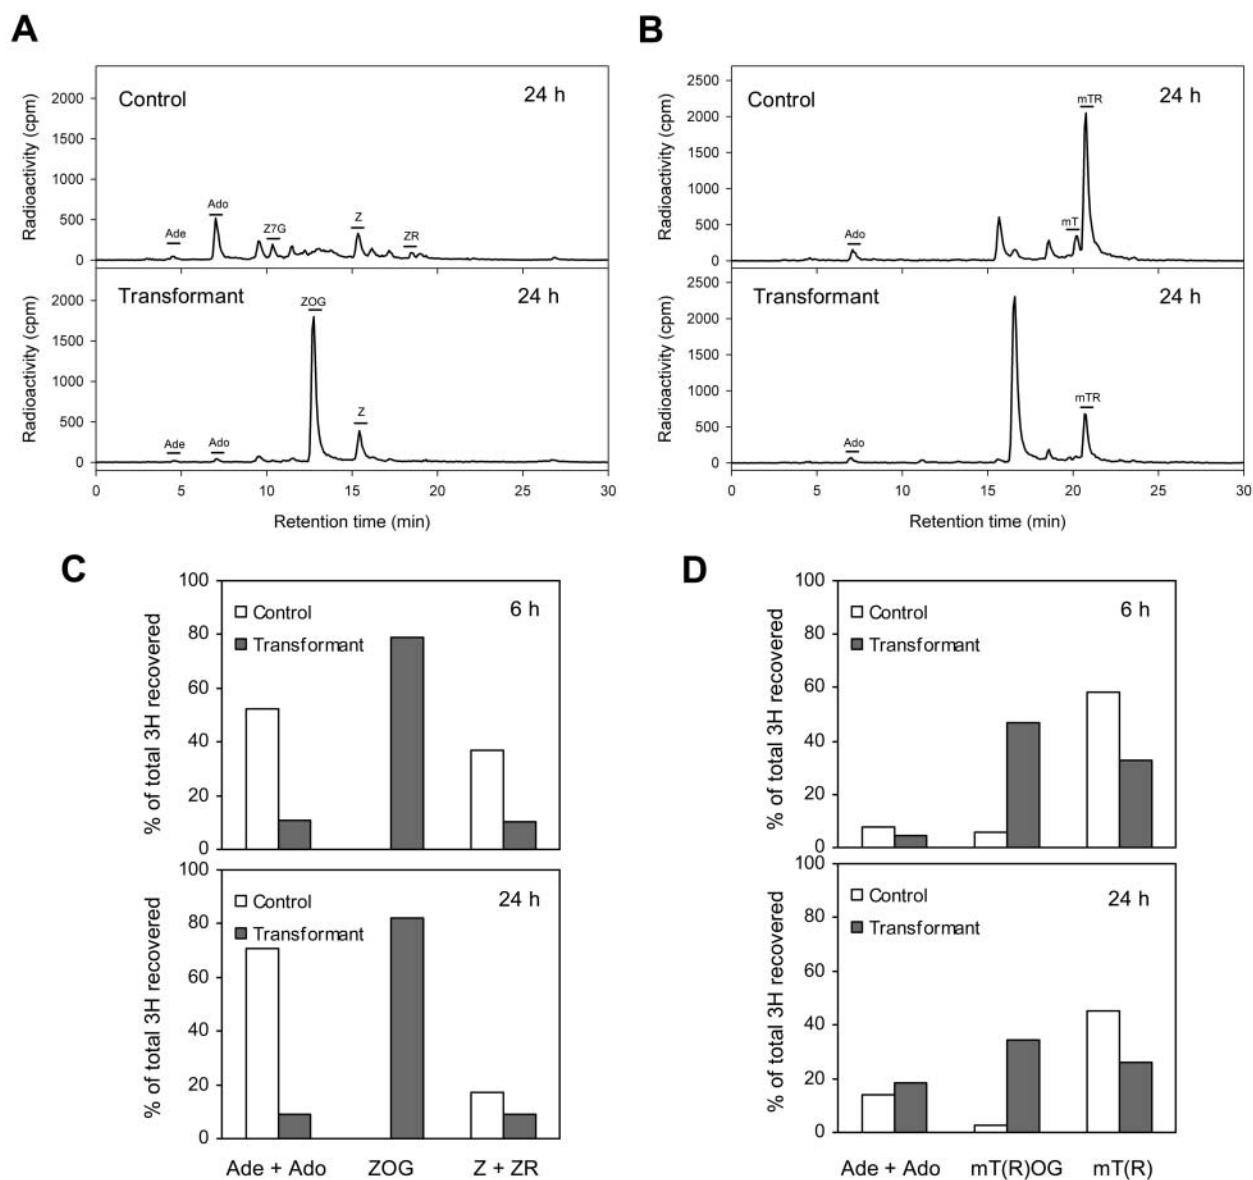 A
Control
24 h
Radioactivity (cpm)
2000
1500
1000
500
0
Ade
Ado
Z7G
Z
ZR
Transformant
24 h
Radioactivity (cpm)
2000
1500
1000
500
0
Ade
Ado
ZOG
Z
0 5 10 15 20 25 30
Retention time (min)
B
Control
24 h
Radioactivity (cpm)
2500
2000
1500
1000
500
0
Ado
mT
mTR
Transformant
24 h
Radioactivity (cpm)
2500
2000
1500
1000
500
0
Ado
mTR
0 5 10 15 20 25 30
Retention time (min)
C
% of total 3H recovered
100
80
60
40
20
0
Control
Transformant
6 h
% of total 3H recovered
100
80
60
40
20
0
Control
Transformant
24 h
Ade + Ado ZOG Z + ZR
D
% of total 3H recovered
100
80
60
40
20
0
Control
Transformant
6 h
% of total 3H recovered
100
80
60
40
20
0
Control
Transformant
24 h
Ade + Ado mT(R)OG mT(R)